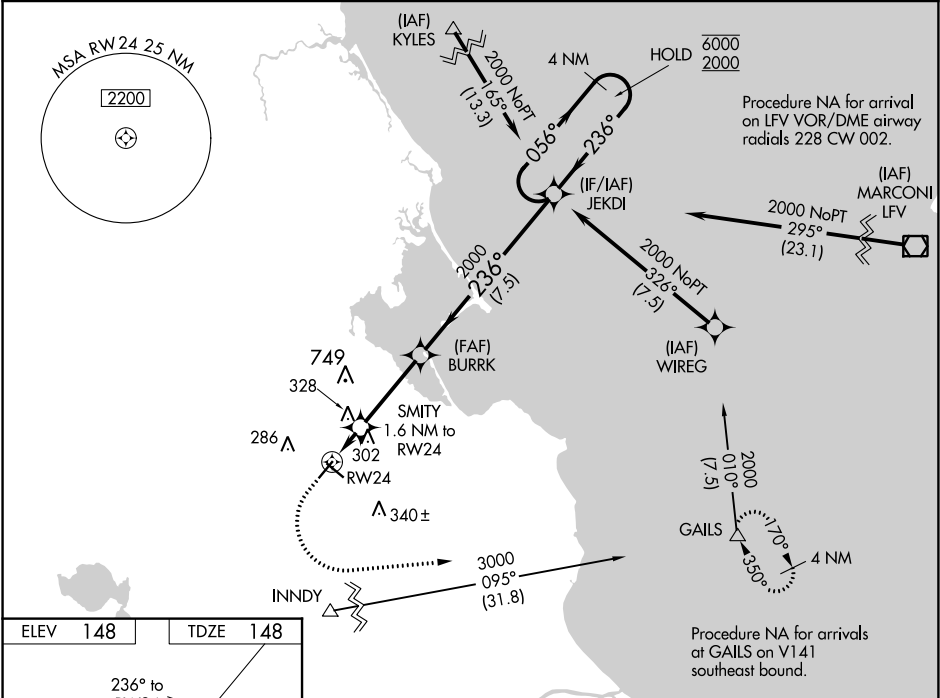 MSA RW 24 25 NM
2200
(IAF)
KYLES
2000 NoPT
165°
(13.3)
4 NM
HOLD
6000
2000
056°
236°
Procedure NA for arrival
on LFV VOR/DME airway
radials 228 CW 002.
(IF/IAF)
JEKDI
(IAF)
MARCONI
LFV
2000 NoPT
295°
(23.1)
2000
236°
(7.5)
2000 NoPT
326°
(7.5)
(IAF)
WIREG
(FAF)
BURRK
749
328
SMITY
1.6 NM to
RW24
286
302
RW24
340±
2000
010°
(7.5)
GAILS
170°
350°
4 NM
3000
095°
(31.8)
INNDY
Procedure NA for arrivals
at GAILS on V141
southeast bound.
ELEV 148
TDZE 148
236° to